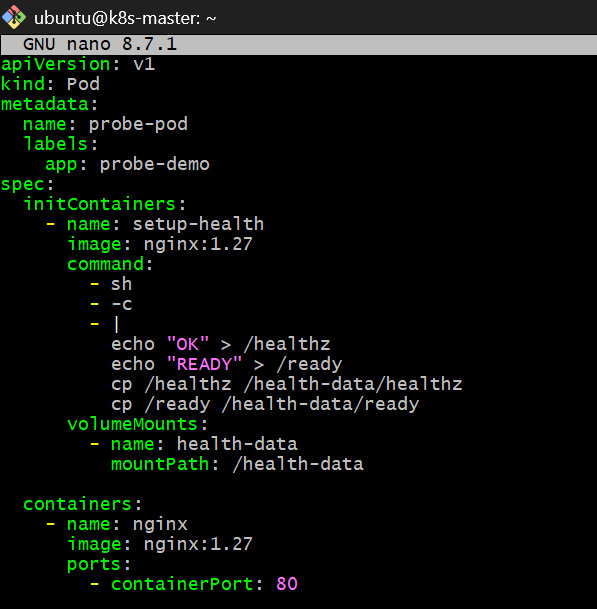 ubuntu@k8s-master: ~
GNU nano 8.7.1
apiVersion: v1
kind: Pod
metadata:
  name: probe-pod
  labels:
    app: probe-demo
spec:
  initContainers:
    - name: setup-health
      image: nginx:1.27
      command:
        - sh
        - -c
        - |
          echo "OK" > /healthz
          echo "READY" > /ready
          cp /healthz /health-data/healthz
          cp /ready /health-data/ready
      volumeMounts:
        - name: health-data
          mountPath: /health-data

  containers:
    - name: nginx
      image: nginx:1.27
      ports:
        - containerPort: 80